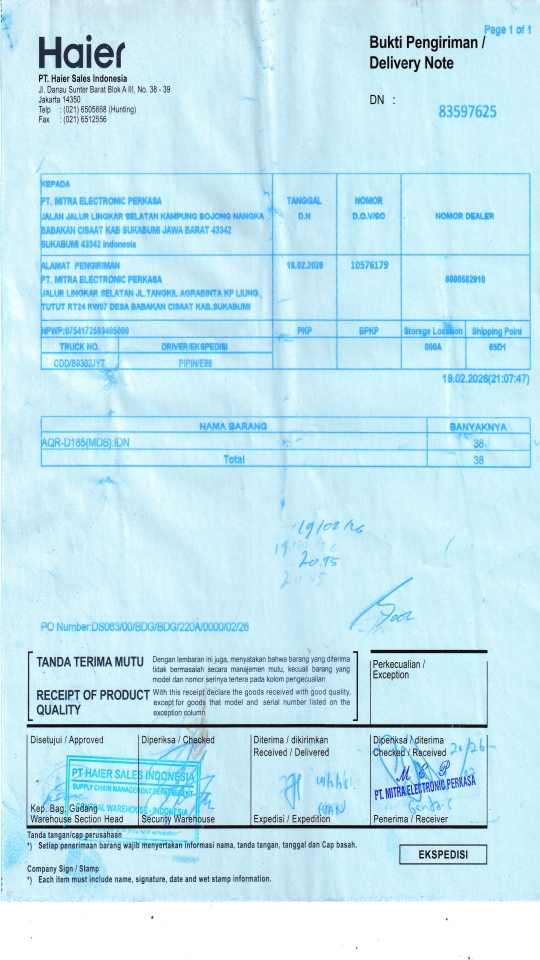 Page 1 of 1
Haier
Bukti Pengiriman /
Delivery Note
PT. Haier Sales Indonesia
Jl. Danau Sunter Barat Blok A III, No. 38 - 39
Jakarta 14350
Telp : (021) 6505668 (Hunting)
Fax : (021) 6512556
DN :
83597625
KEPADA
PT. MITRA ELECTRONIC PERKASA
JALAN JALUR LINGKAR SELATAN KAMPUNG BOJONG NANGKA
BABAKAN CISAAT KAB SUKABUMI JAWA BARAT 43342
SUKABUMI 43342 Indonesia
TANGGAL
D.N
NOMOR
D.O.V/SO
NOMOR DEALER
ALAMAT PENGIRIMAN
PT. MITRA ELECTRONIC PERKASA
JALUR LINGKAR SELATAN JL.TANGKIL AGRABINTA KP LIUNG
TUTUT RT24 RW07 DESA BABAKAN CISAAT KAB.SUKABUMI
19.02.2026
10576179
NPWP:0754172583405000
PKP
BPKP
Storege Location
Shipping Point
TRUCK NO.
DRIVER/EKSPEDISI
000A
85D1
CDD/B9302JYT
19.02.2026(21:07:47)
NAMA BARANG
BANYAKNYA
AQR-D185(MDS):IDN
38
Total
38
19/02/26
PO Number:DS063/00/BDG/BDG/220A/0000/02/26
TANDA TERIMA MUTU
Dengan lembaran ini juga, menyatakan bahwa barang yang diterima
tidak bermasalah secara manajemen mutu, kecuali barang yang
model dan nomor serinya tertera pada kolom pengecualian
RECEIPT OF PRODUCT
QUALITY
With this receipt declare the goods received with good quality,
except for goods that model and serial number listed on the
exception column
Perkecualian /
Exception
Disetujui / Approved
Diperiksa / Checked
Diterima / dikirimkan
Received / Delivered
Diperiksa / diterima
Checked / Received
PT HAIER SALES INDONESIA
SUPPLY CHAIN MANAGEMENT DEPARTMENT
CENTRAL WAREHOUSE - INDONESIA
M E P
PT. MITRA ELECTRONIC PERKASA
Kep. Bag. Gudang
Warehouse Section Head
Security Warehouse
Expedisi / Expedition
Penerima / Receiver
Tanda tangan/cap perusahaan
*) Setiap penerimaan barang wajib menyertakan informasi nama, tanda tangan, tanggal dan Cap basah.
EKSPEDISI
Company Sign / Stamp
*) Each item must include name, signature, date and wet stamp information.